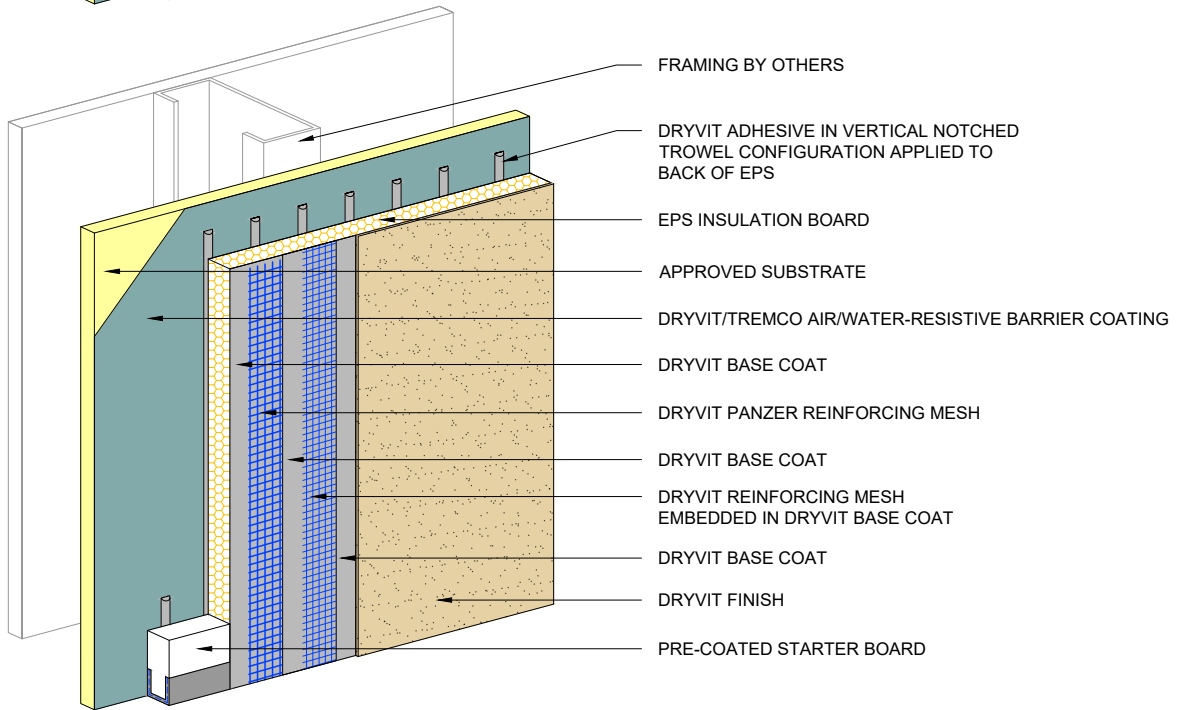 FRAMING BY OTHERS
DRYVIT ADHESIVE IN VERTICAL NOTCHED
TROWEL CONFIGURATION APPLIED TO
BACK OF EPS
EPS INSULATION BOARD
APPROVED SUBSTRATE
DRYVIT/TREMCO AIR/WATER-RESISTIVE BARRIER COATING
DRYVIT BASE COAT
DRYVIT PANZER REINFORCING MESH
DRYVIT BASE COAT
DRYVIT REINFORCING MESH
EMBEDDED IN DRYVIT BASE COAT
DRYVIT BASE COAT
DRYVIT FINISH
PRE-COATED STARTER BOARD